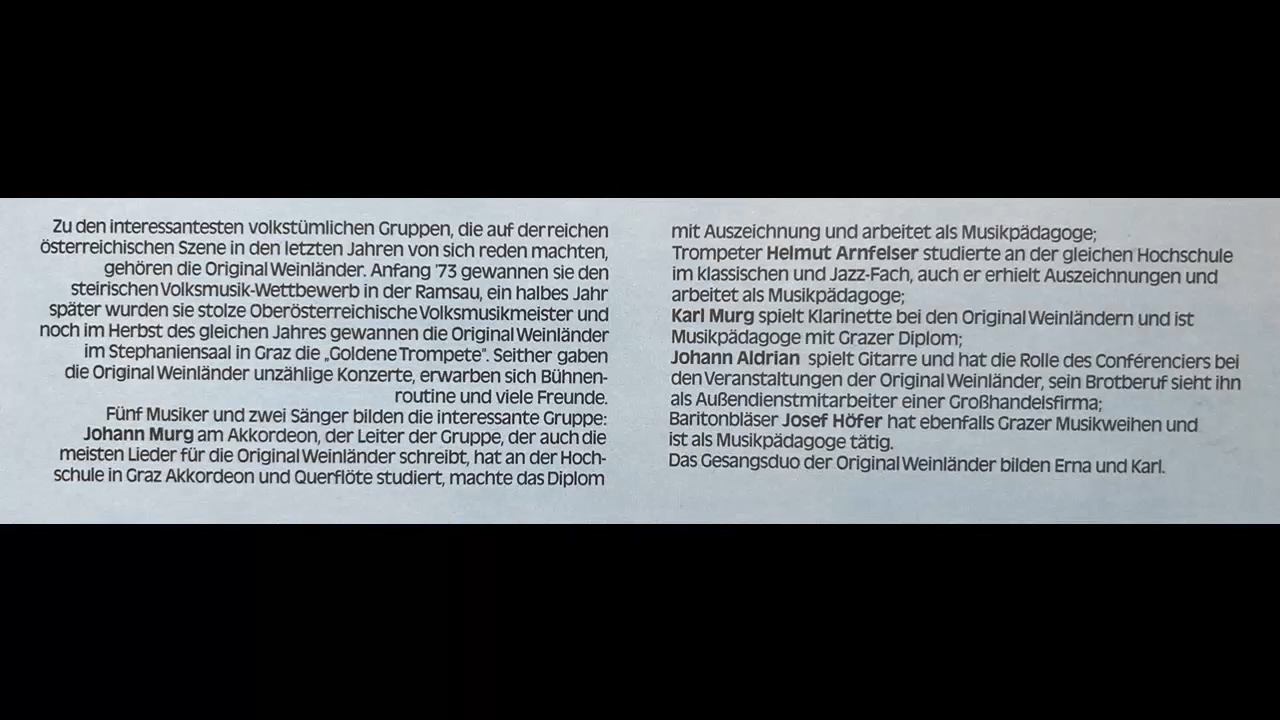 Zu den interessantesten volkstümlichen Gruppen, die auf der reichen
österreichischen Szene in den letzten Jahren von sich reden machten,
gehören die Original Weinländer. Anfang '73 gewannen sie den
steirischen Volksmusik-Wettbewerb in der Ramsau, ein halbes Jahr
später wurden sie stolze Oberösterreichische Volksmusikmeister und
noch im Herbst des gleichen Jahres gewannen die Original Weinländer
im Stephaniensaal in Graz die „Goldene Trompete". Seither gaben
die Original Weinländer unzählige Konzerte, erwarben sich Bühnen-
routine und viele Freunde.
Fünf Musiker und zwei Sänger bilden die interessante Gruppe:
Johann Murg am Akkordeon, der Leiter der Gruppe, der auch die
meisten Lieder für die Original Weinländer schreibt, hat an der Hoch-
schule in Graz Akkordeon und Querflöte studiert, machte das Diplom
mit Auszeichnung und arbeitet als Musikpädagoge;
Trompeter Helmut Arnfelser studierte an der gleichen Hochschule
im klassischen und Jazz-Fach, auch er erhielt Auszeichnungen und
arbeitet als Musikpädagoge;
Karl Murg spielt Klarinette bei den Original Weinländern und ist
Musikpädagoge mit Grazer Diplom;
Johann Aldrian spielt Gitarre und hat die Rolle des Conférenciers bei
den Veranstaltungen der Original Weinländer, sein Brotberuf sieht ihn
als Außendienstmitarbeiter einer Großhandelsfirma;
Baritonbläser Josef Höfer hat ebenfalls Grazer Musikweihen und
ist als Musikpädagoge tätig.
Das Gesangsduo der Original Weinländer bilden Erna und Karl.